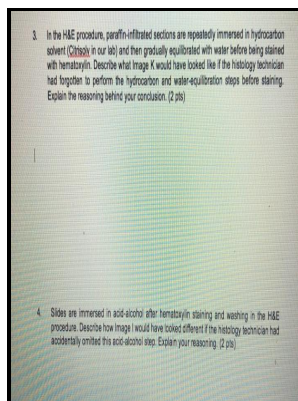 3. In the H&E procedure, paraffin-infiltrated sections are repeatedly immersed in hydrocarbon
solvent (Citrisolv in our lab) and then gradually equilibrated with water before being stained
with hematoxylin. Describe what Image K would have looked like if the histology technician
had forgotten to perform the hydrocarbon and water-equilibration steps before staining.
Explain the reasoning behind your conclusion. (2 pts)
4. Slides are immersed in acid-alcohol after hematoxylin staining and washing in the H&E
procedure. Describe how Image I would have looked different if the histology technician had
accidentally omitted this acid-alcohol step. Explain your reasoning. (2 pts)